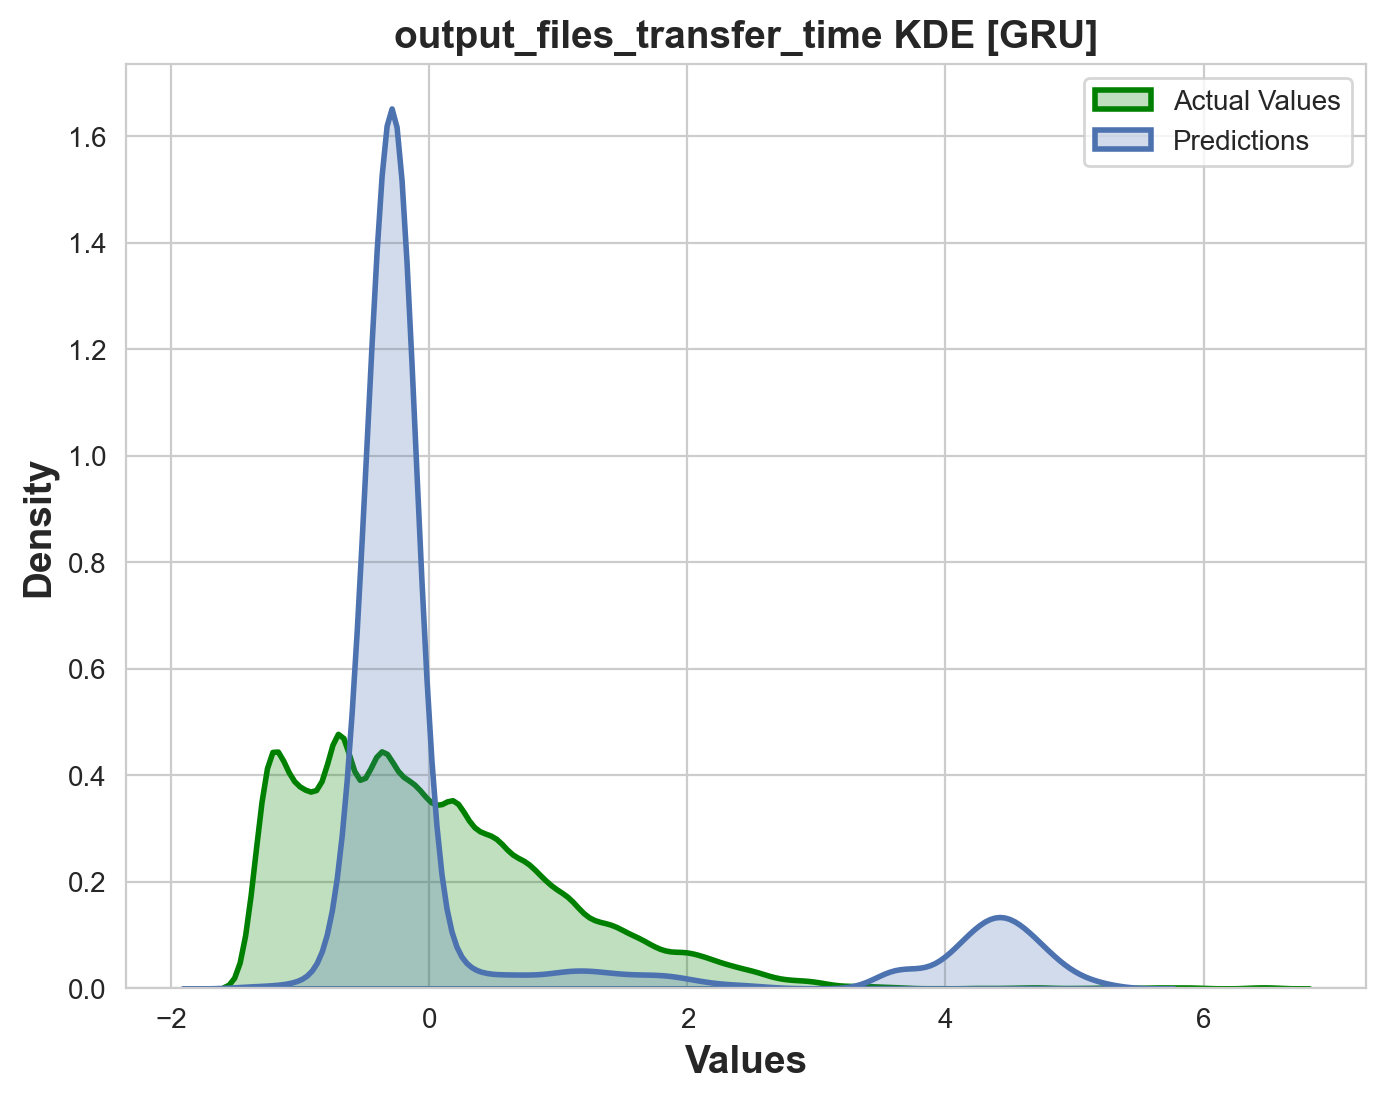 output_files_transfer_time KDE [GRU]
Actual Values
Predictions
1.6
1.4
1.2
1.0
0.8
0.6
0.4
0.2
0.0
Density
−2
0
2
4
6
Values